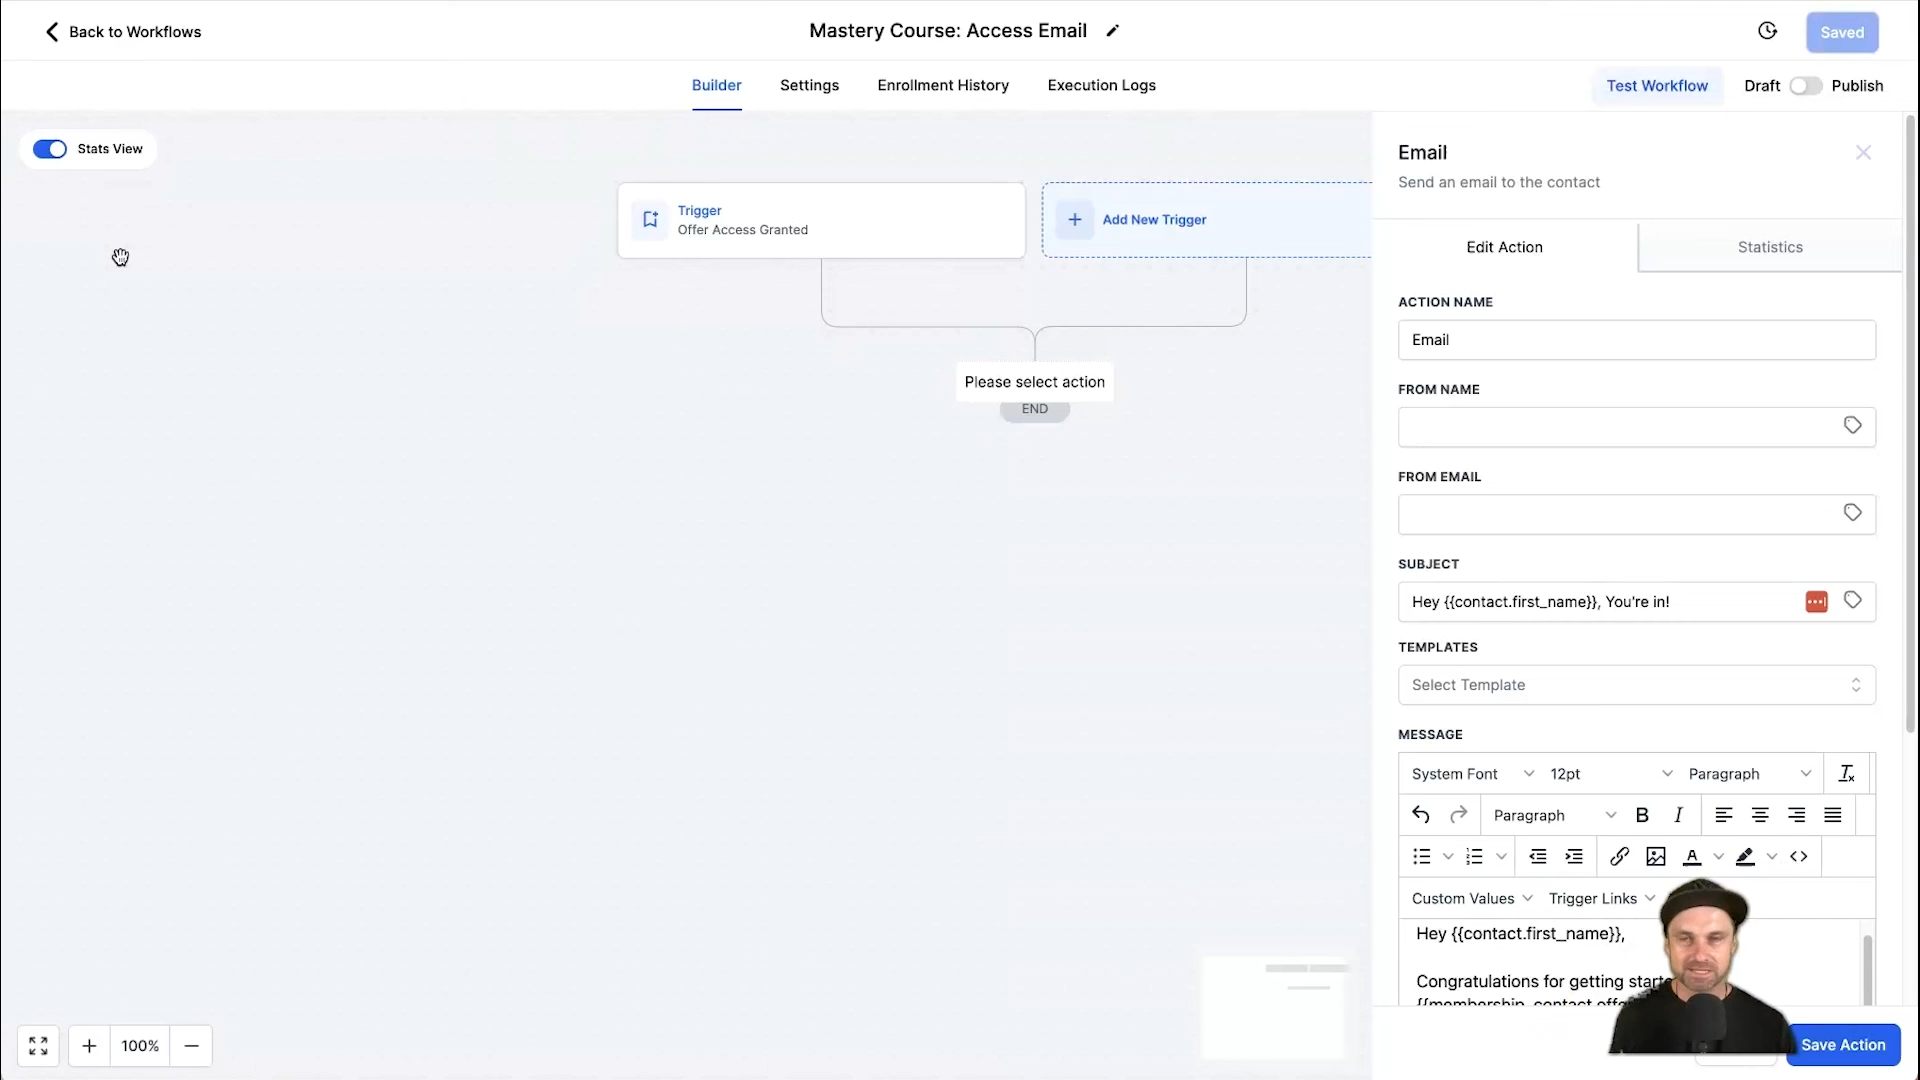 Back to Workflows
Mastery Course: Access Email
Saved
Builder
Settings
Enrollment History
Execution Logs
Test Workflow
Draft
Publish
Stats View
Trigger
Offer Access Granted
Add New Trigger
Please select action
END
100%
Email
Send an email to the contact
Edit Action
Statistics
ACTION NAME
Email
FROM NAME
FROM EMAIL
SUBJECT
Hey {{contact.first_name}}, You're in!
TEMPLATES
Select Template
MESSAGE
System Font
12pt
Paragraph
Paragraph
Custom Values
Trigger Links
Hey {{contact.first_name}},
Congratulations for getting
Save Action